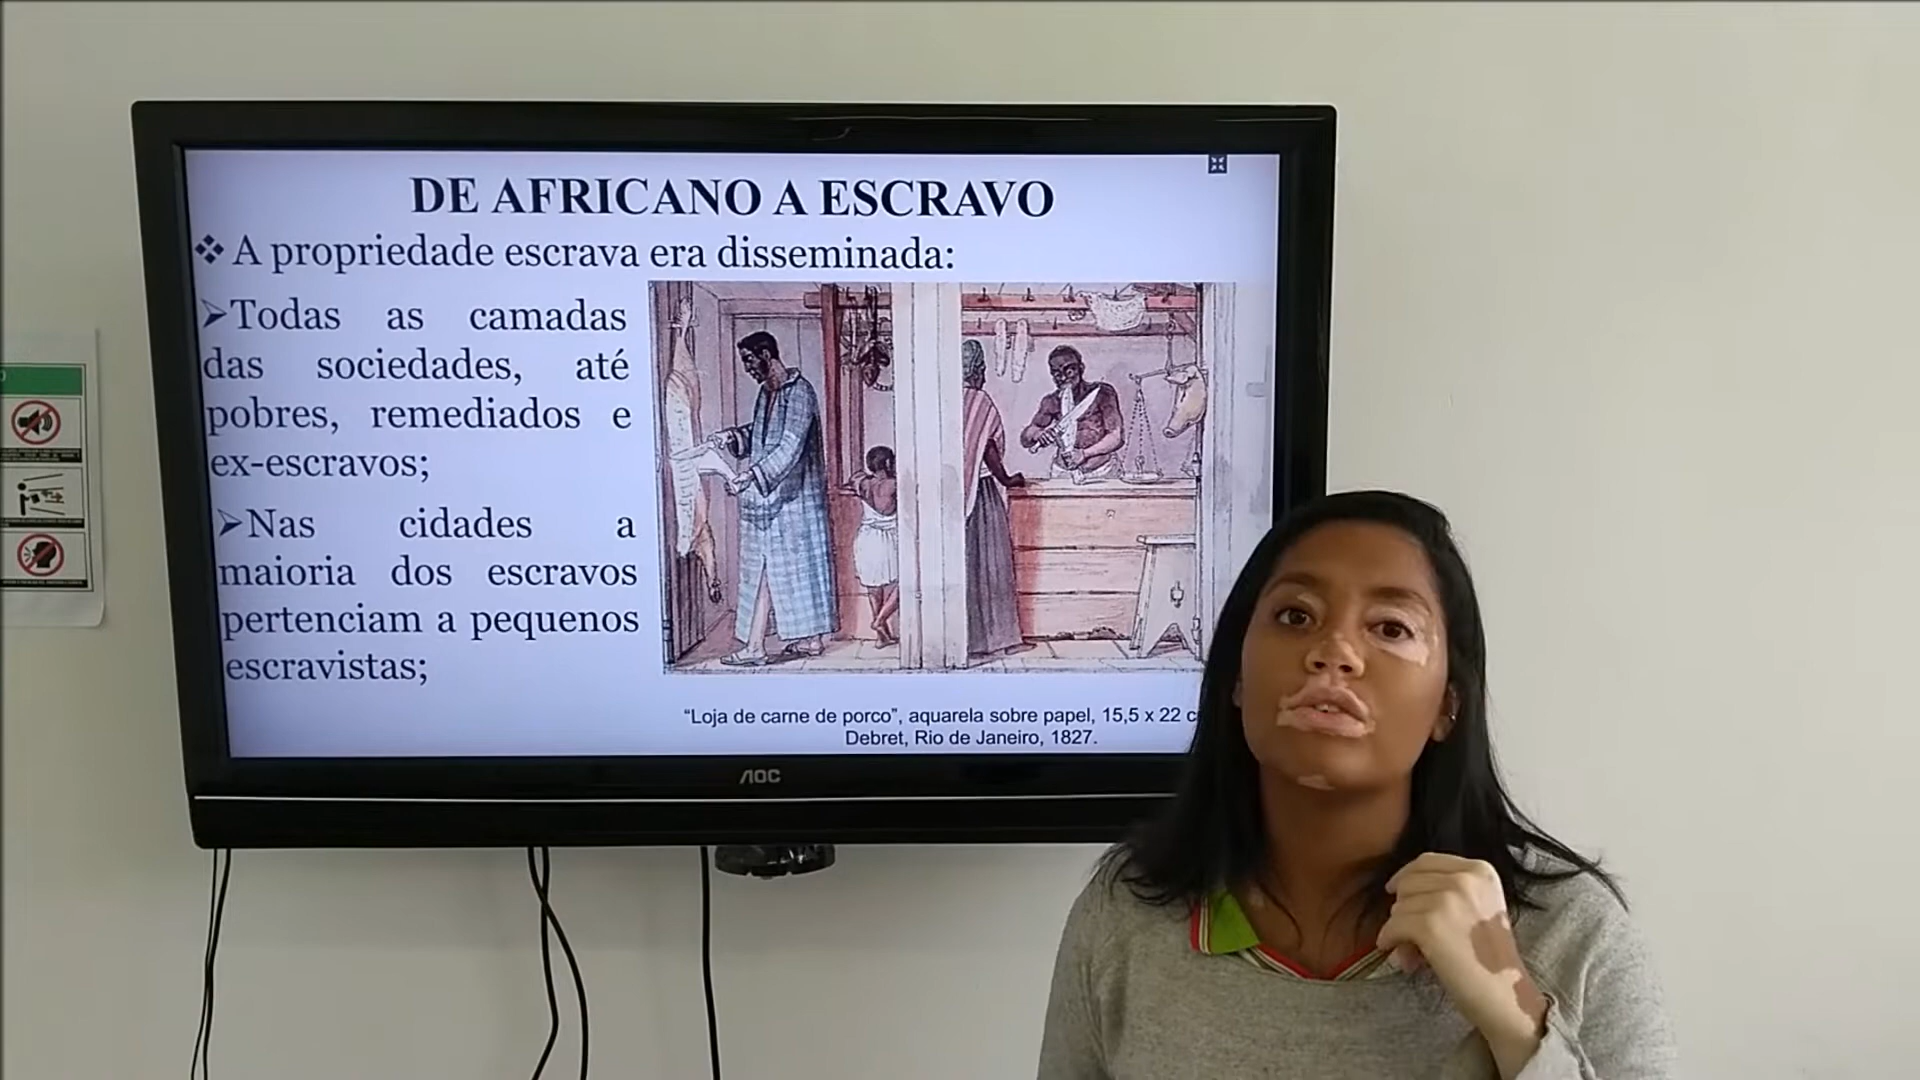 DE AFRICANO A ESCRAVO
❖ A propriedade escrava era disseminada:
➢Todas as camadas
das sociedades, até
pobres, remediados e
ex-escravos;
➢Nas cidades a
maioria dos escravos
pertenciam a pequenos
escravistas;
“Loja de carne de porco”, aquarela sobre papel, 15,5 x 22 c
Debret, Rio de Janeiro, 1827.
AOC